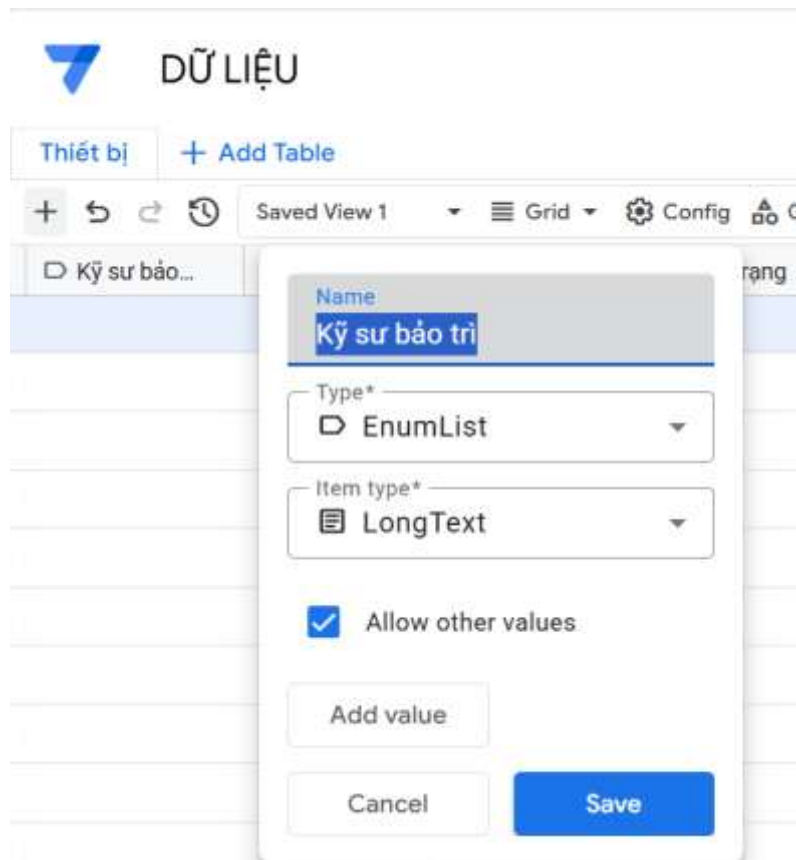 DỮ LIỆU
Thiết bị
+ Add Table
Saved View 1
Grid
Config
Kỹ sư bảo...
rạng
Name
Kỹ sư bảo trì
Type*
EnumList
Item type*
LongText
Allow other values
Add value
Cancel
Save